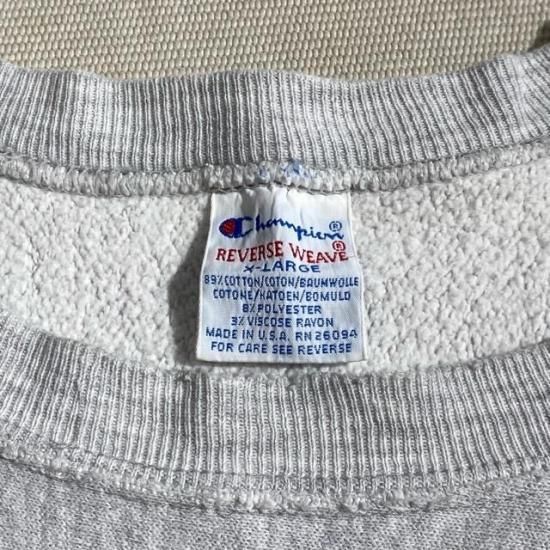 Champion®
REVERSE WEAVE®
X-LARGE
89% COTTON/COTON/BAUMWOLLE
COTONE/KATOEN/BOMULD
8% POLYESTER
3% VISCOSE RAYON
MADE IN U.S.A. RN 26094
FOR CARE SEE REVERSE